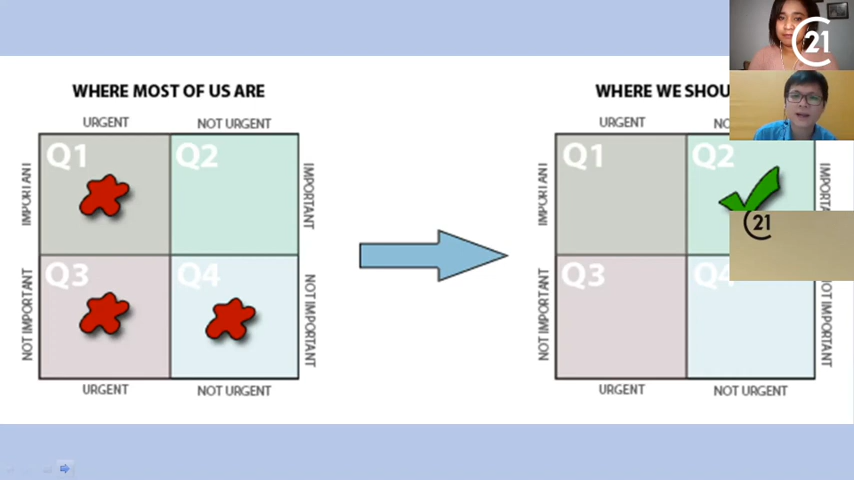 WHERE MOST OF US ARE
URGENT
NOT URGENT
Q1
Q2
IMPORTANT
IMPORTANT
Q3
Q4
NOT IMPORTANT
NOT IMPORTANT
URGENT
NOT URGENT
WHERE WE SHOU
URGENT
NO
Q1
Q2
IMPORTANT
IMPORTA
Q3
Q4
NOT IMPORTANT
NOT IMPORTANT
URGENT
NOT URGENT
C21
C21